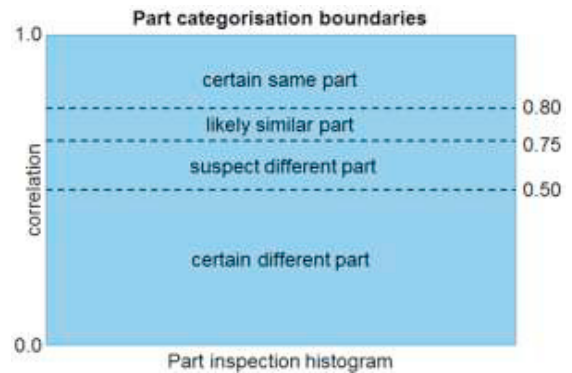 Part categorisation boundaries
1.0
certain same part
0.80
likely similar part
0.75
suspect different part
0.50
correlation
certain different part
0.0
Part inspection histogram